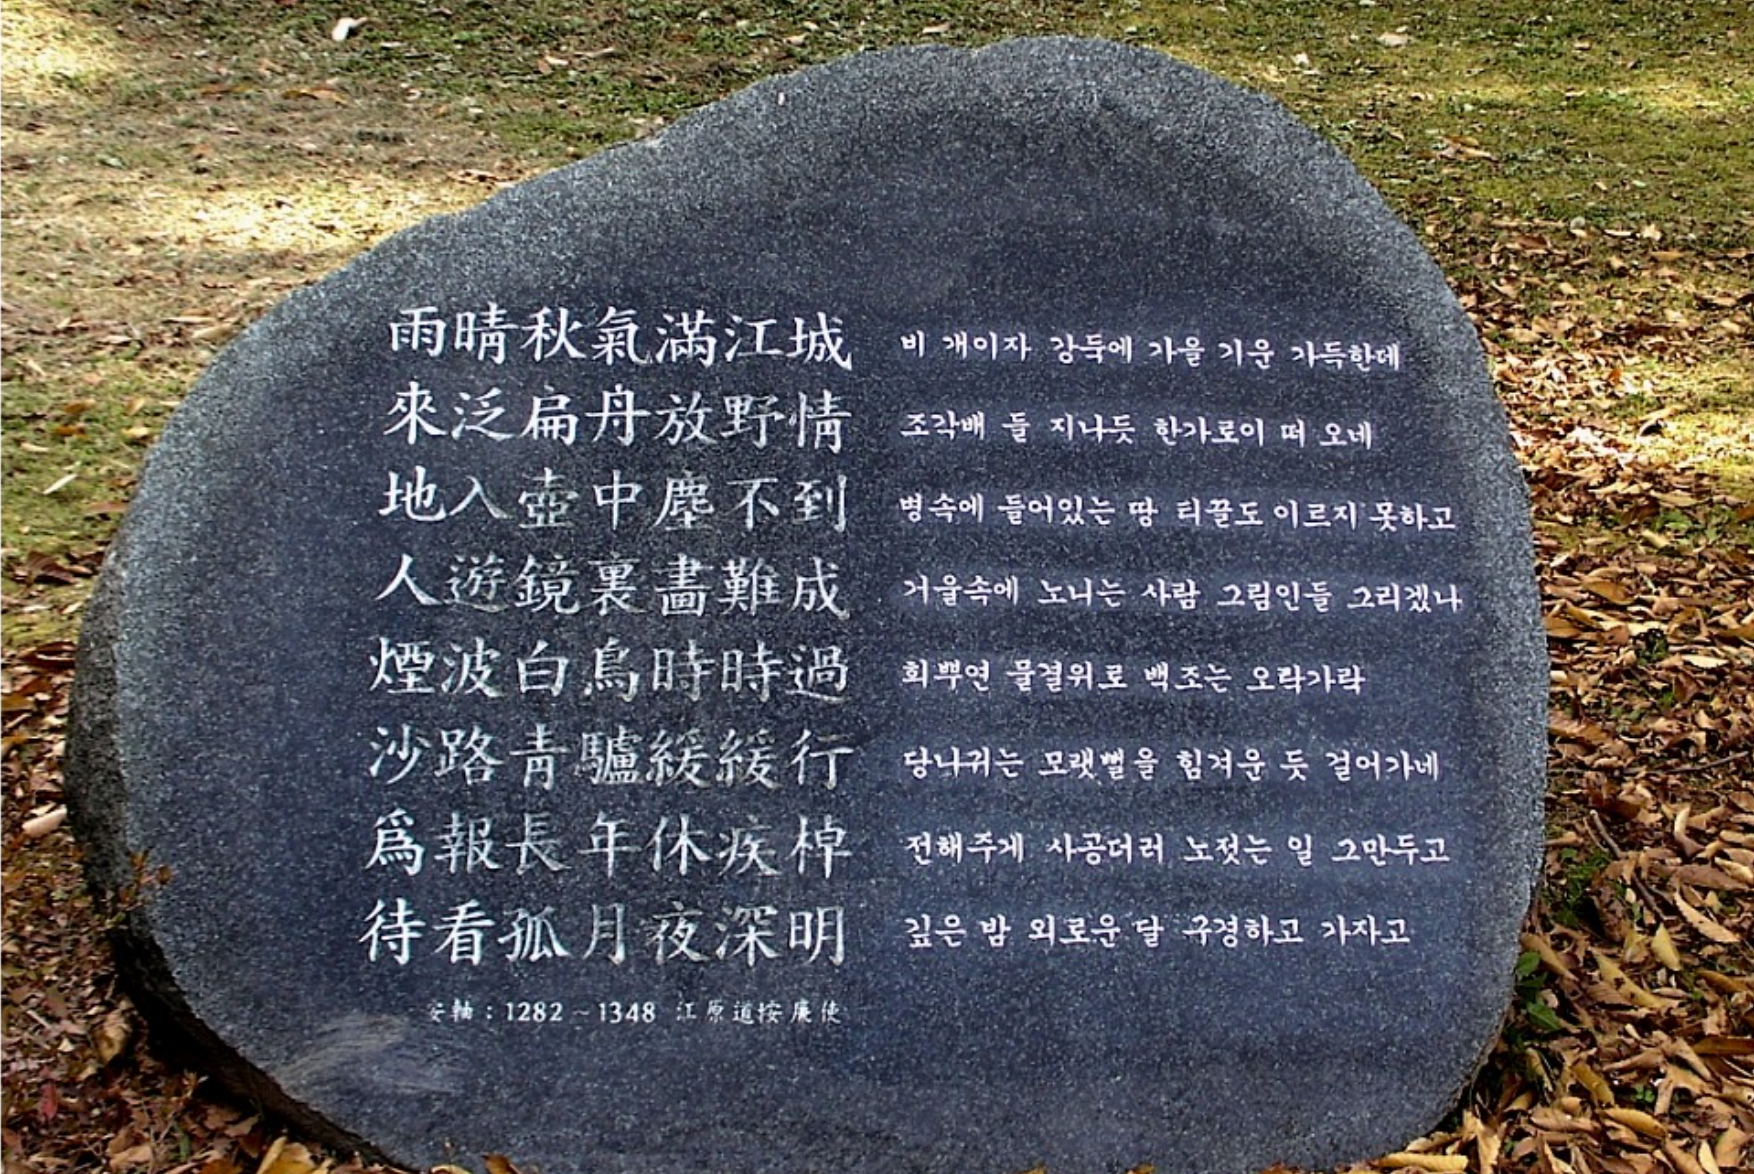 雨晴秋氣滿江城
來泛扁舟放野情
地入壺中塵不到
人遊鏡裏畵難成
煙波白鳥時時過
沙路青驢緩緩行
爲報長年休疾棹
待看孤月夜深明
安軸 : 1282 ~ 1348 江原道按廉使
비 개이자 강둑에 가을 기운 가득한데
조각배 들 지나듯 한가로이 떠 오네
병속에 들어있는 땅 티끌도 이르지 못하고
거울속에 노니는 사람 그림인들 그리겠나
희뿌연 물결위로 백조는 오락가락
당나귀는 모랫뻘을 힘겨운 듯 걸어가네
전해주게 사공더러 노젓는 일 그만두고
깊은 밤 외로운 달 구경하고 가자고